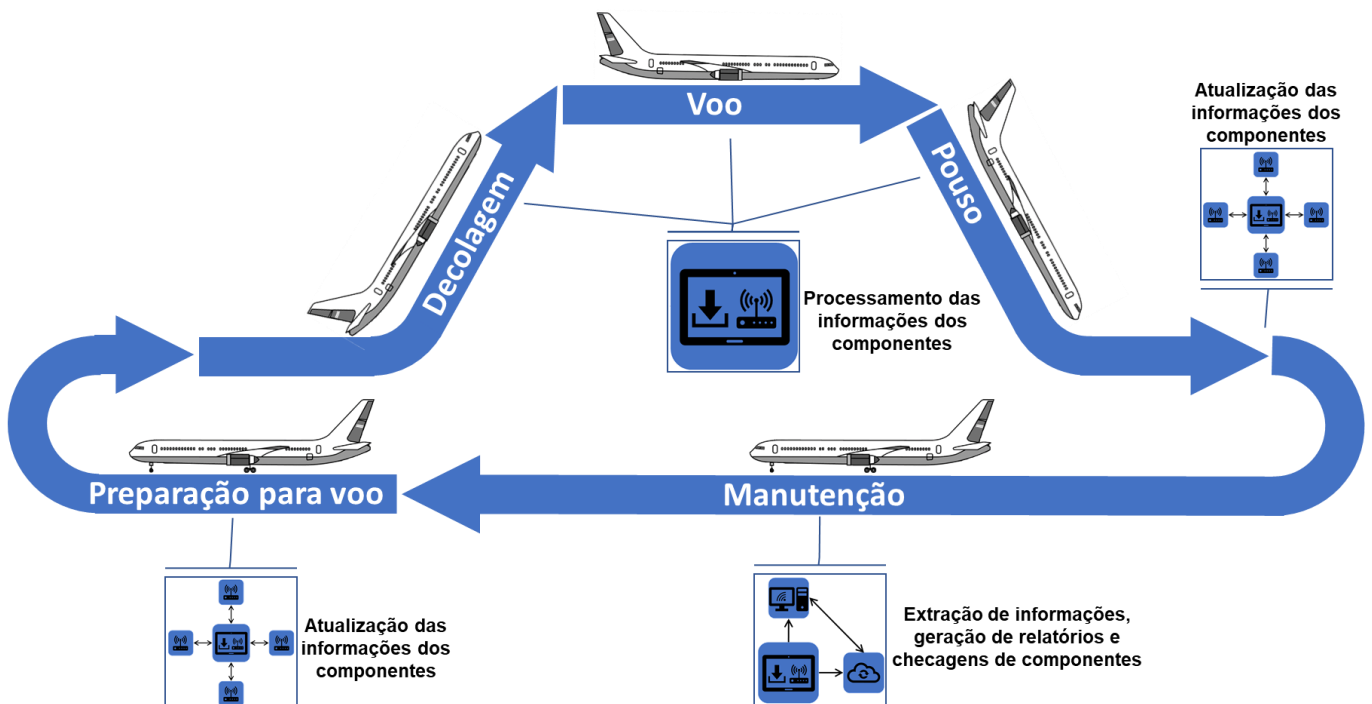 Voo
Atualização das
informações dos
componentes
Decolagem
Pouso
Processamento das
informações dos
componentes
Preparação para voo
Manutenção
Atualização das
informações dos
componentes
Extração de informações,
geração de relatórios e
checagens de componentes